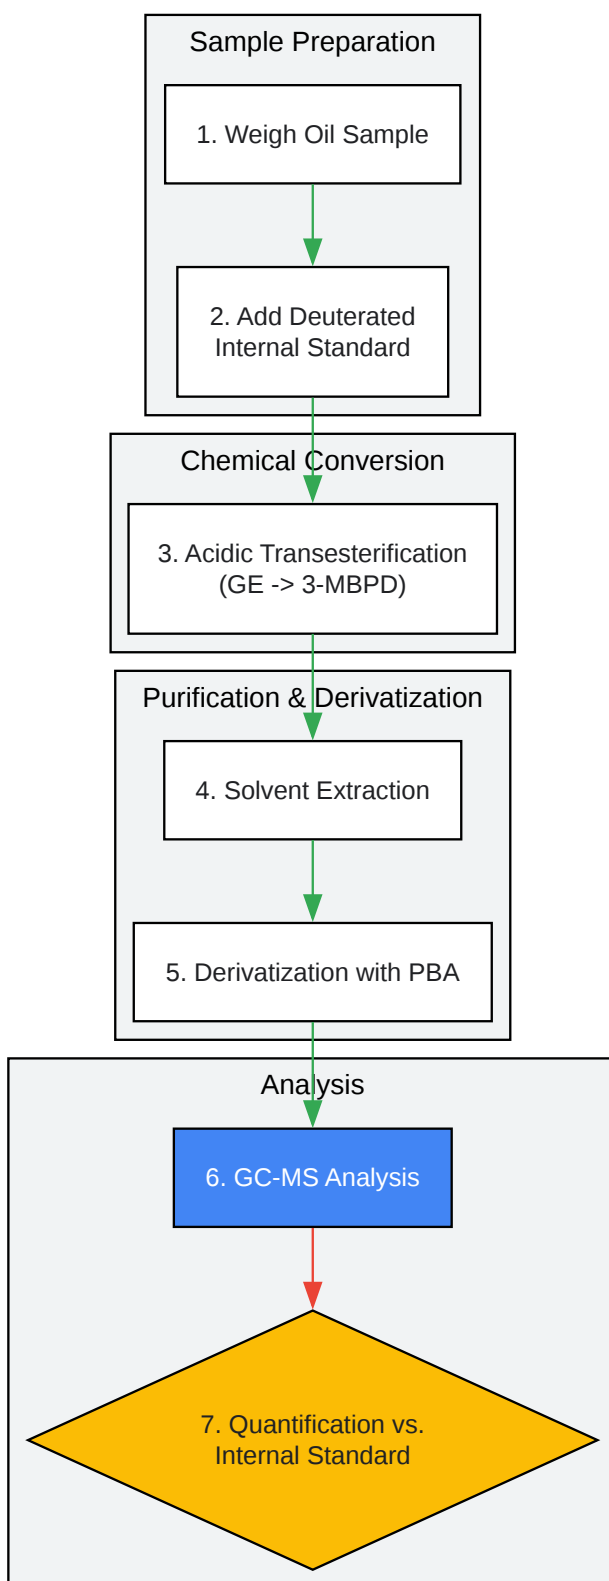 Sample Preparation
1. Weigh Oil Sample
2. Add Deuterated
Internal Standard
Chemical Conversion
3. Acidic Transesterification
(GE -> 3-MBPD)
Purification & Derivatization
4. Solvent Extraction
5. Derivatization with PBA
Analysis
6. GC-MS Analysis
7. Quantification vs.
Internal Standard